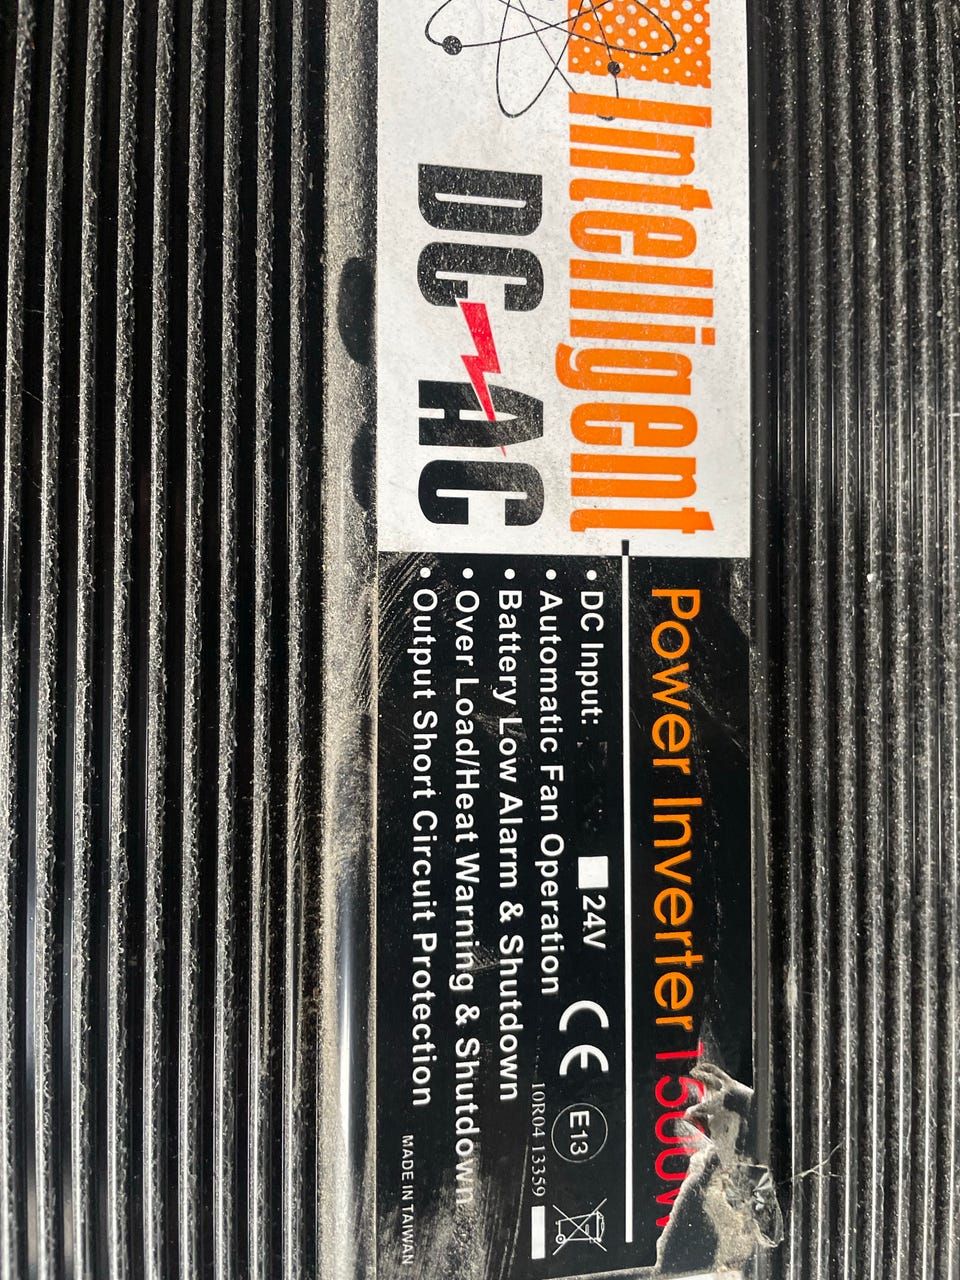 Intelligent
DC AC
Power Inverter 1500W
• DC Input: 24V
• Automatic Fan Operation
• Battery Low Alarm & Shutdown
• Over Load/Heat Warning & Shutdown
• Output Short Circuit Protection
CE
E13
10R04 13359
MADE IN TAIWAN